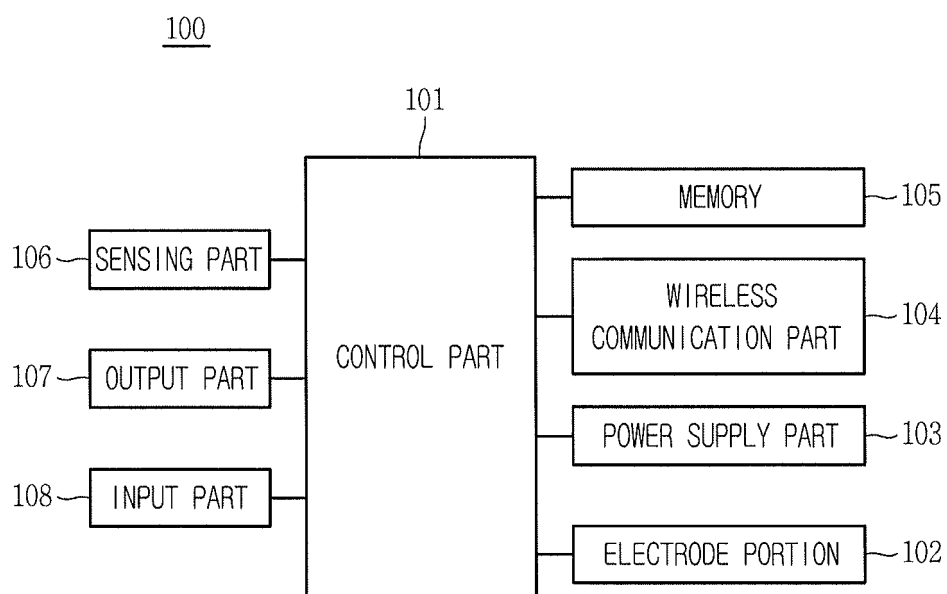 100
101
MEMORY
105
106
SENSING PART
WIRELESS
COMMUNICATION PART
104
107
OUTPUT PART
CONTROL PART
POWER SUPPLY PART
103
108
INPUT PART
ELECTRODE PORTION
102